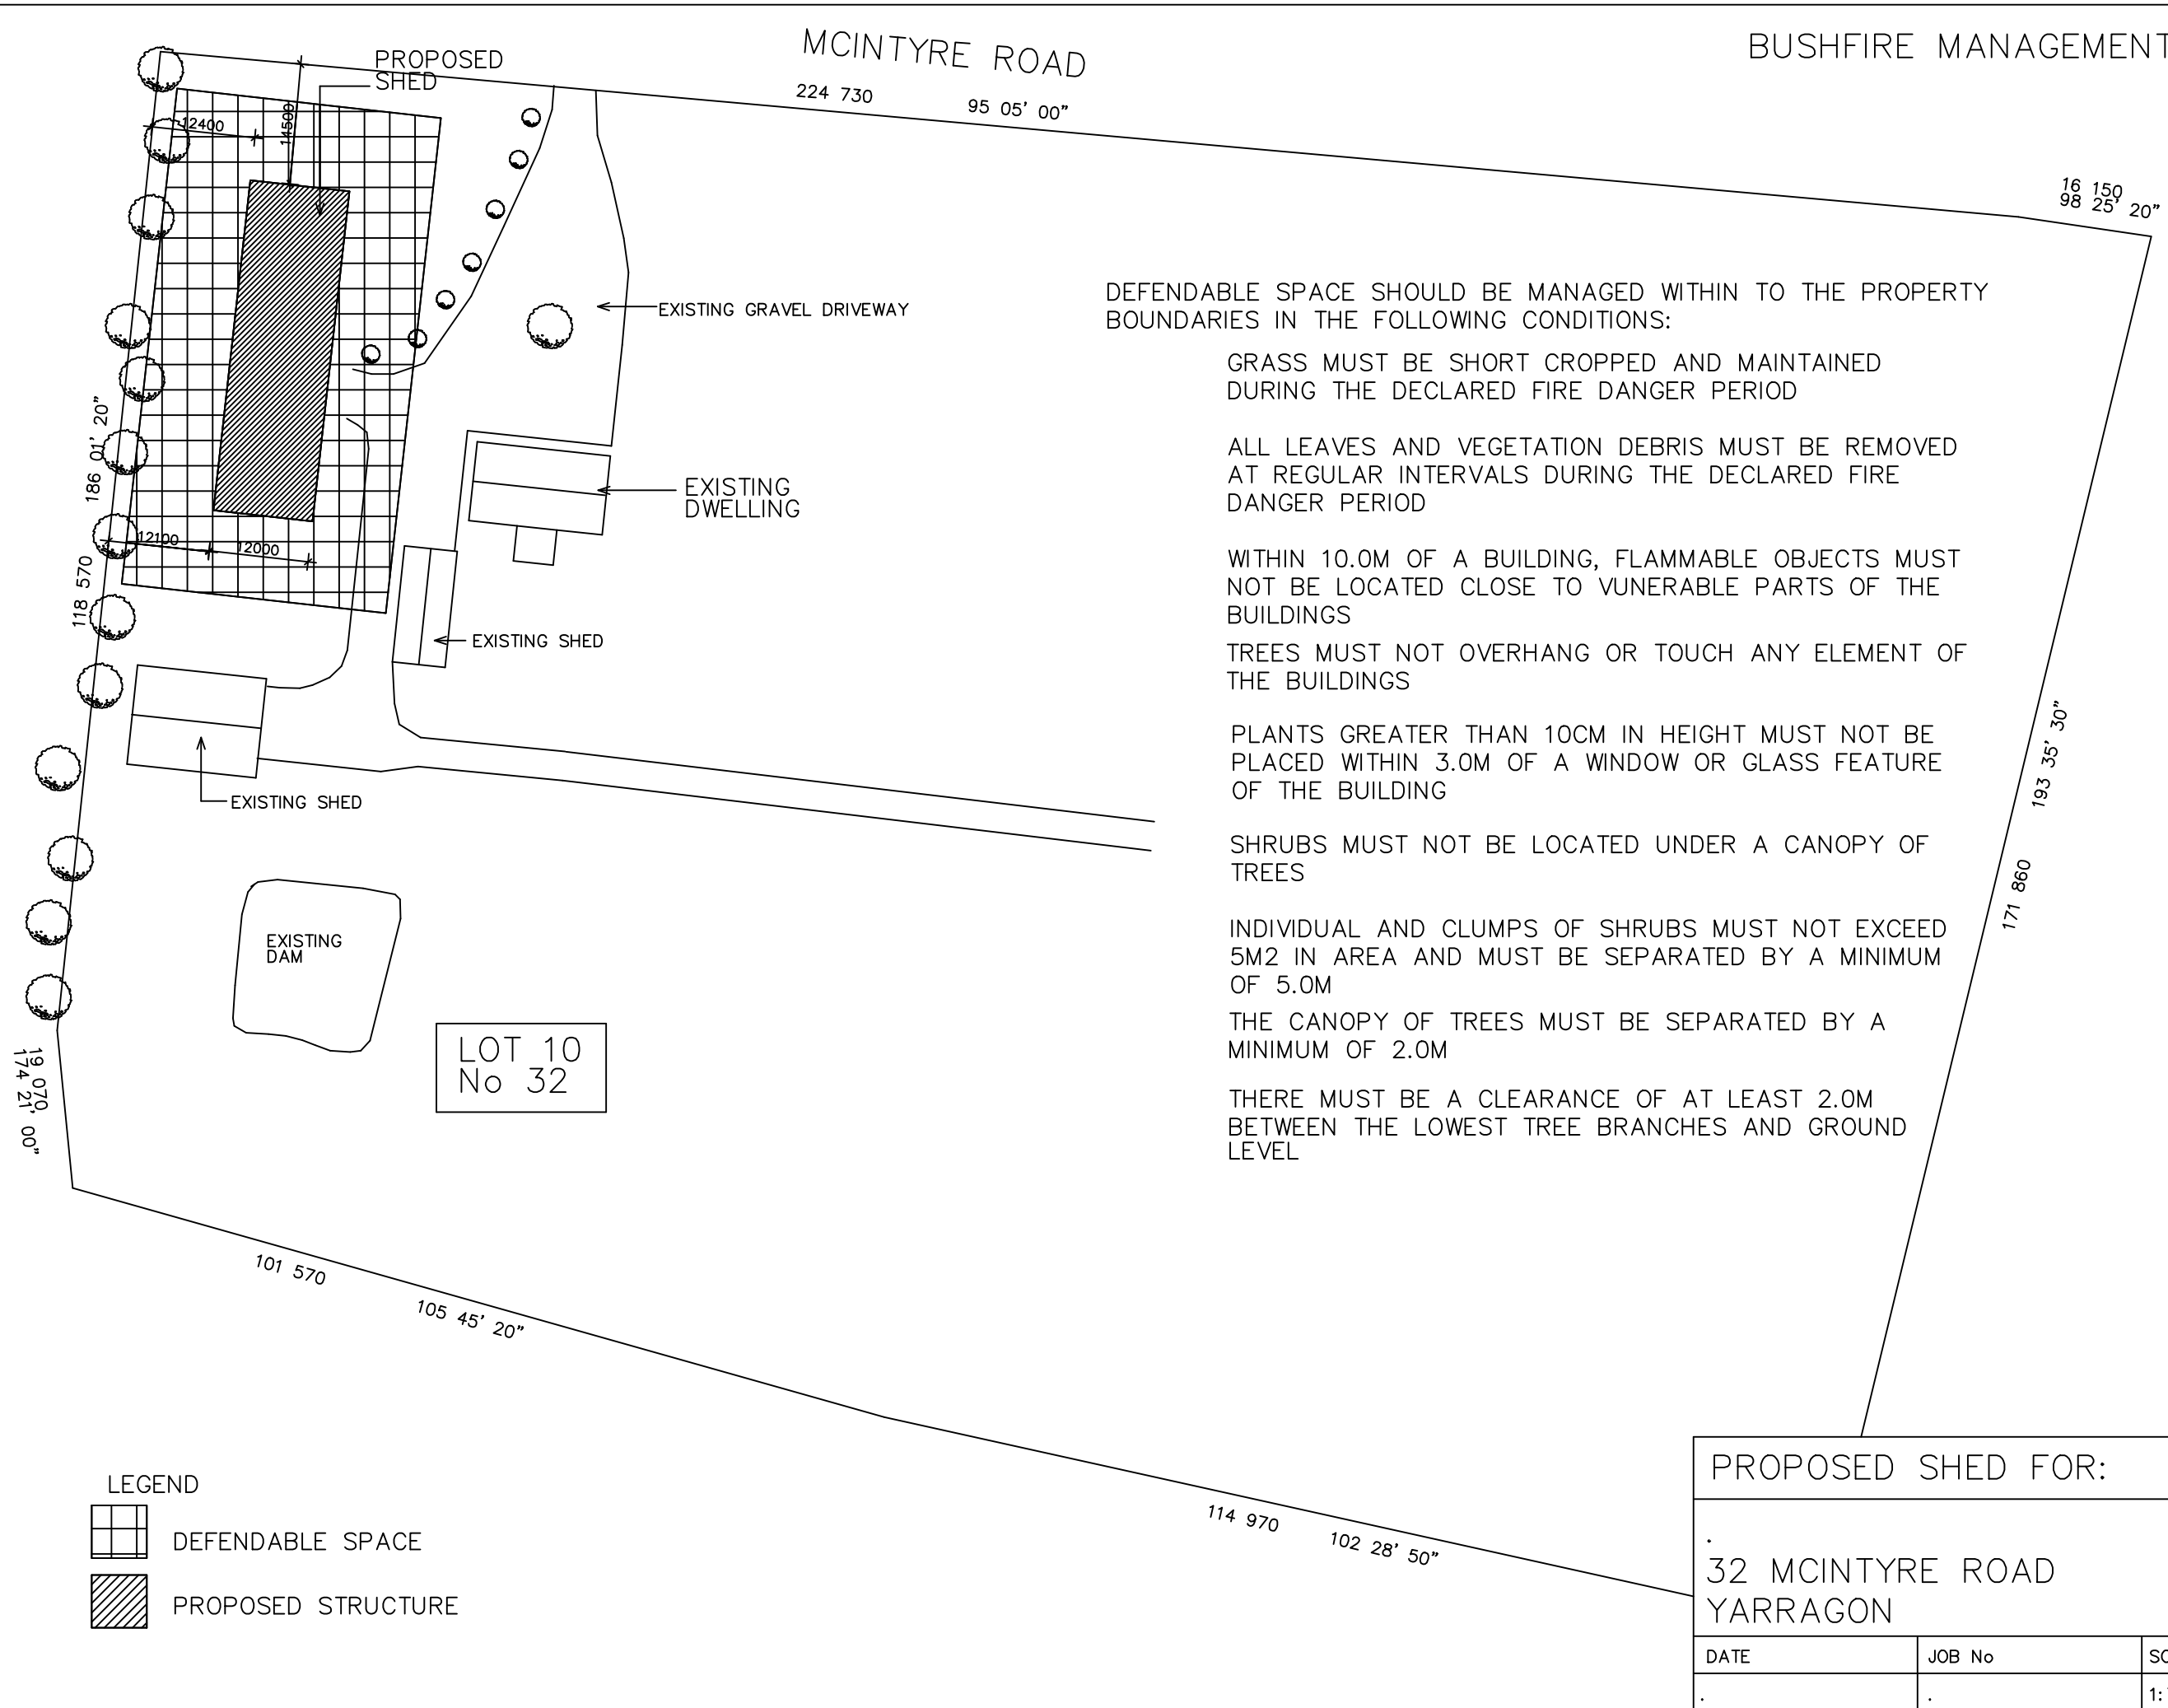 MCINTYRE ROAD
BUSHFIRE MANAGEMENT
PROPOSED
SHED
224 730
95 05' 00"
12400
14500
16 150
98 25' 20"
EXISTING GRAVEL DRIVEWAY
DEFENDABLE SPACE SHOULD BE MANAGED WITHIN TO THE PROPERTY
BOUNDARIES IN THE FOLLOWING CONDITIONS:
GRASS MUST BE SHORT CROPPED AND MAINTAINED
DURING THE DECLARED FIRE DANGER PERIOD
ALL LEAVES AND VEGETATION DEBRIS MUST BE REMOVED
AT REGULAR INTERVALS DURING THE DECLARED FIRE
DANGER PERIOD
WITHIN 10.0M OF A BUILDING, FLAMMABLE OBJECTS MUST
NOT BE LOCATED CLOSE TO VUNERABLE PARTS OF THE
BUILDINGS
TREES MUST NOT OVERHANG OR TOUCH ANY ELEMENT OF
THE BUILDINGS
PLANTS GREATER THAN 10CM IN HEIGHT MUST NOT BE
PLACED WITHIN 3.0M OF A WINDOW OR GLASS FEATURE
OF THE BUILDING
SHRUBS MUST NOT BE LOCATED UNDER A CANOPY OF
TREES
INDIVIDUAL AND CLUMPS OF SHRUBS MUST NOT EXCEED
5M2 IN AREA AND MUST BE SEPARATED BY A MINIMUM
OF 5.0M
THE CANOPY OF TREES MUST BE SEPARATED BY A
MINIMUM OF 2.0M
THERE MUST BE A CLEARANCE OF AT LEAST 2.0M
BETWEEN THE LOWEST TREE BRANCHES AND GROUND
LEVEL
186 01' 20"
118 570
EXISTING
DWELLING
12100
12000
EXISTING SHED
EXISTING SHED
193 35' 30"
171 860
EXISTING
DAM
LOT 10
No 32
19 070
174 21' 00"
101 570
105 45' 20"
114 970
102 28' 50"
LEGEND
DEFENDABLE SPACE
PROPOSED STRUCTURE
PROPOSED SHED FOR:
.
32 MCINTYRE ROAD
YARRAGON
DATE
JOB No
.
.
1: